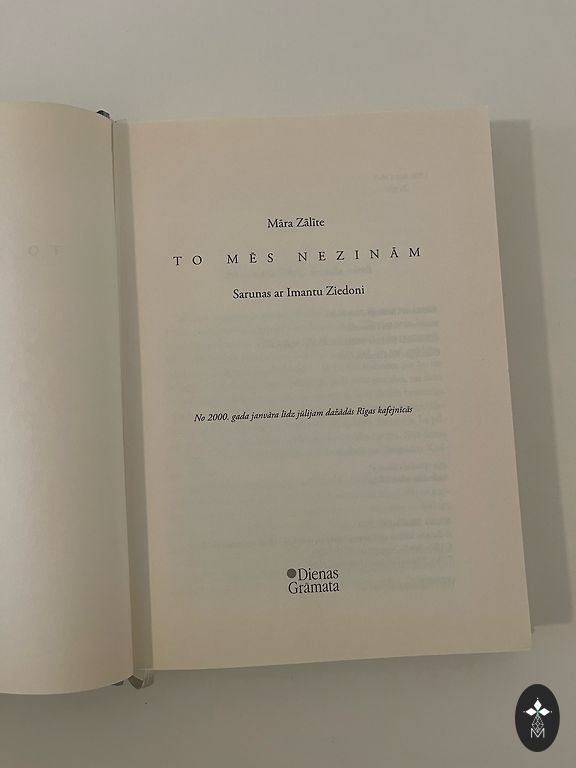 Māra Zālīte
TO MĒS NEZINĀM
Sarunas ar Imantu Ziedoni
No 2000. gada janvāra līdz jūlijam dažādās Rīgas kafejnīcās
Dienas
Grāmata
M